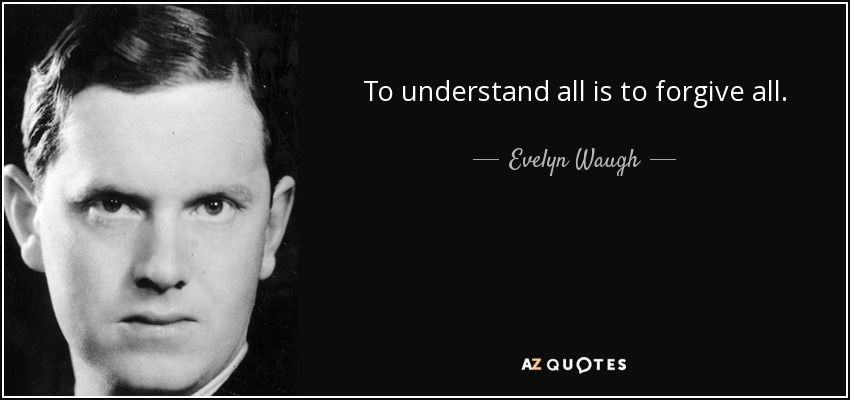 To understand all is to forgive all.
Evelyn Waugh
AZ QUOTES